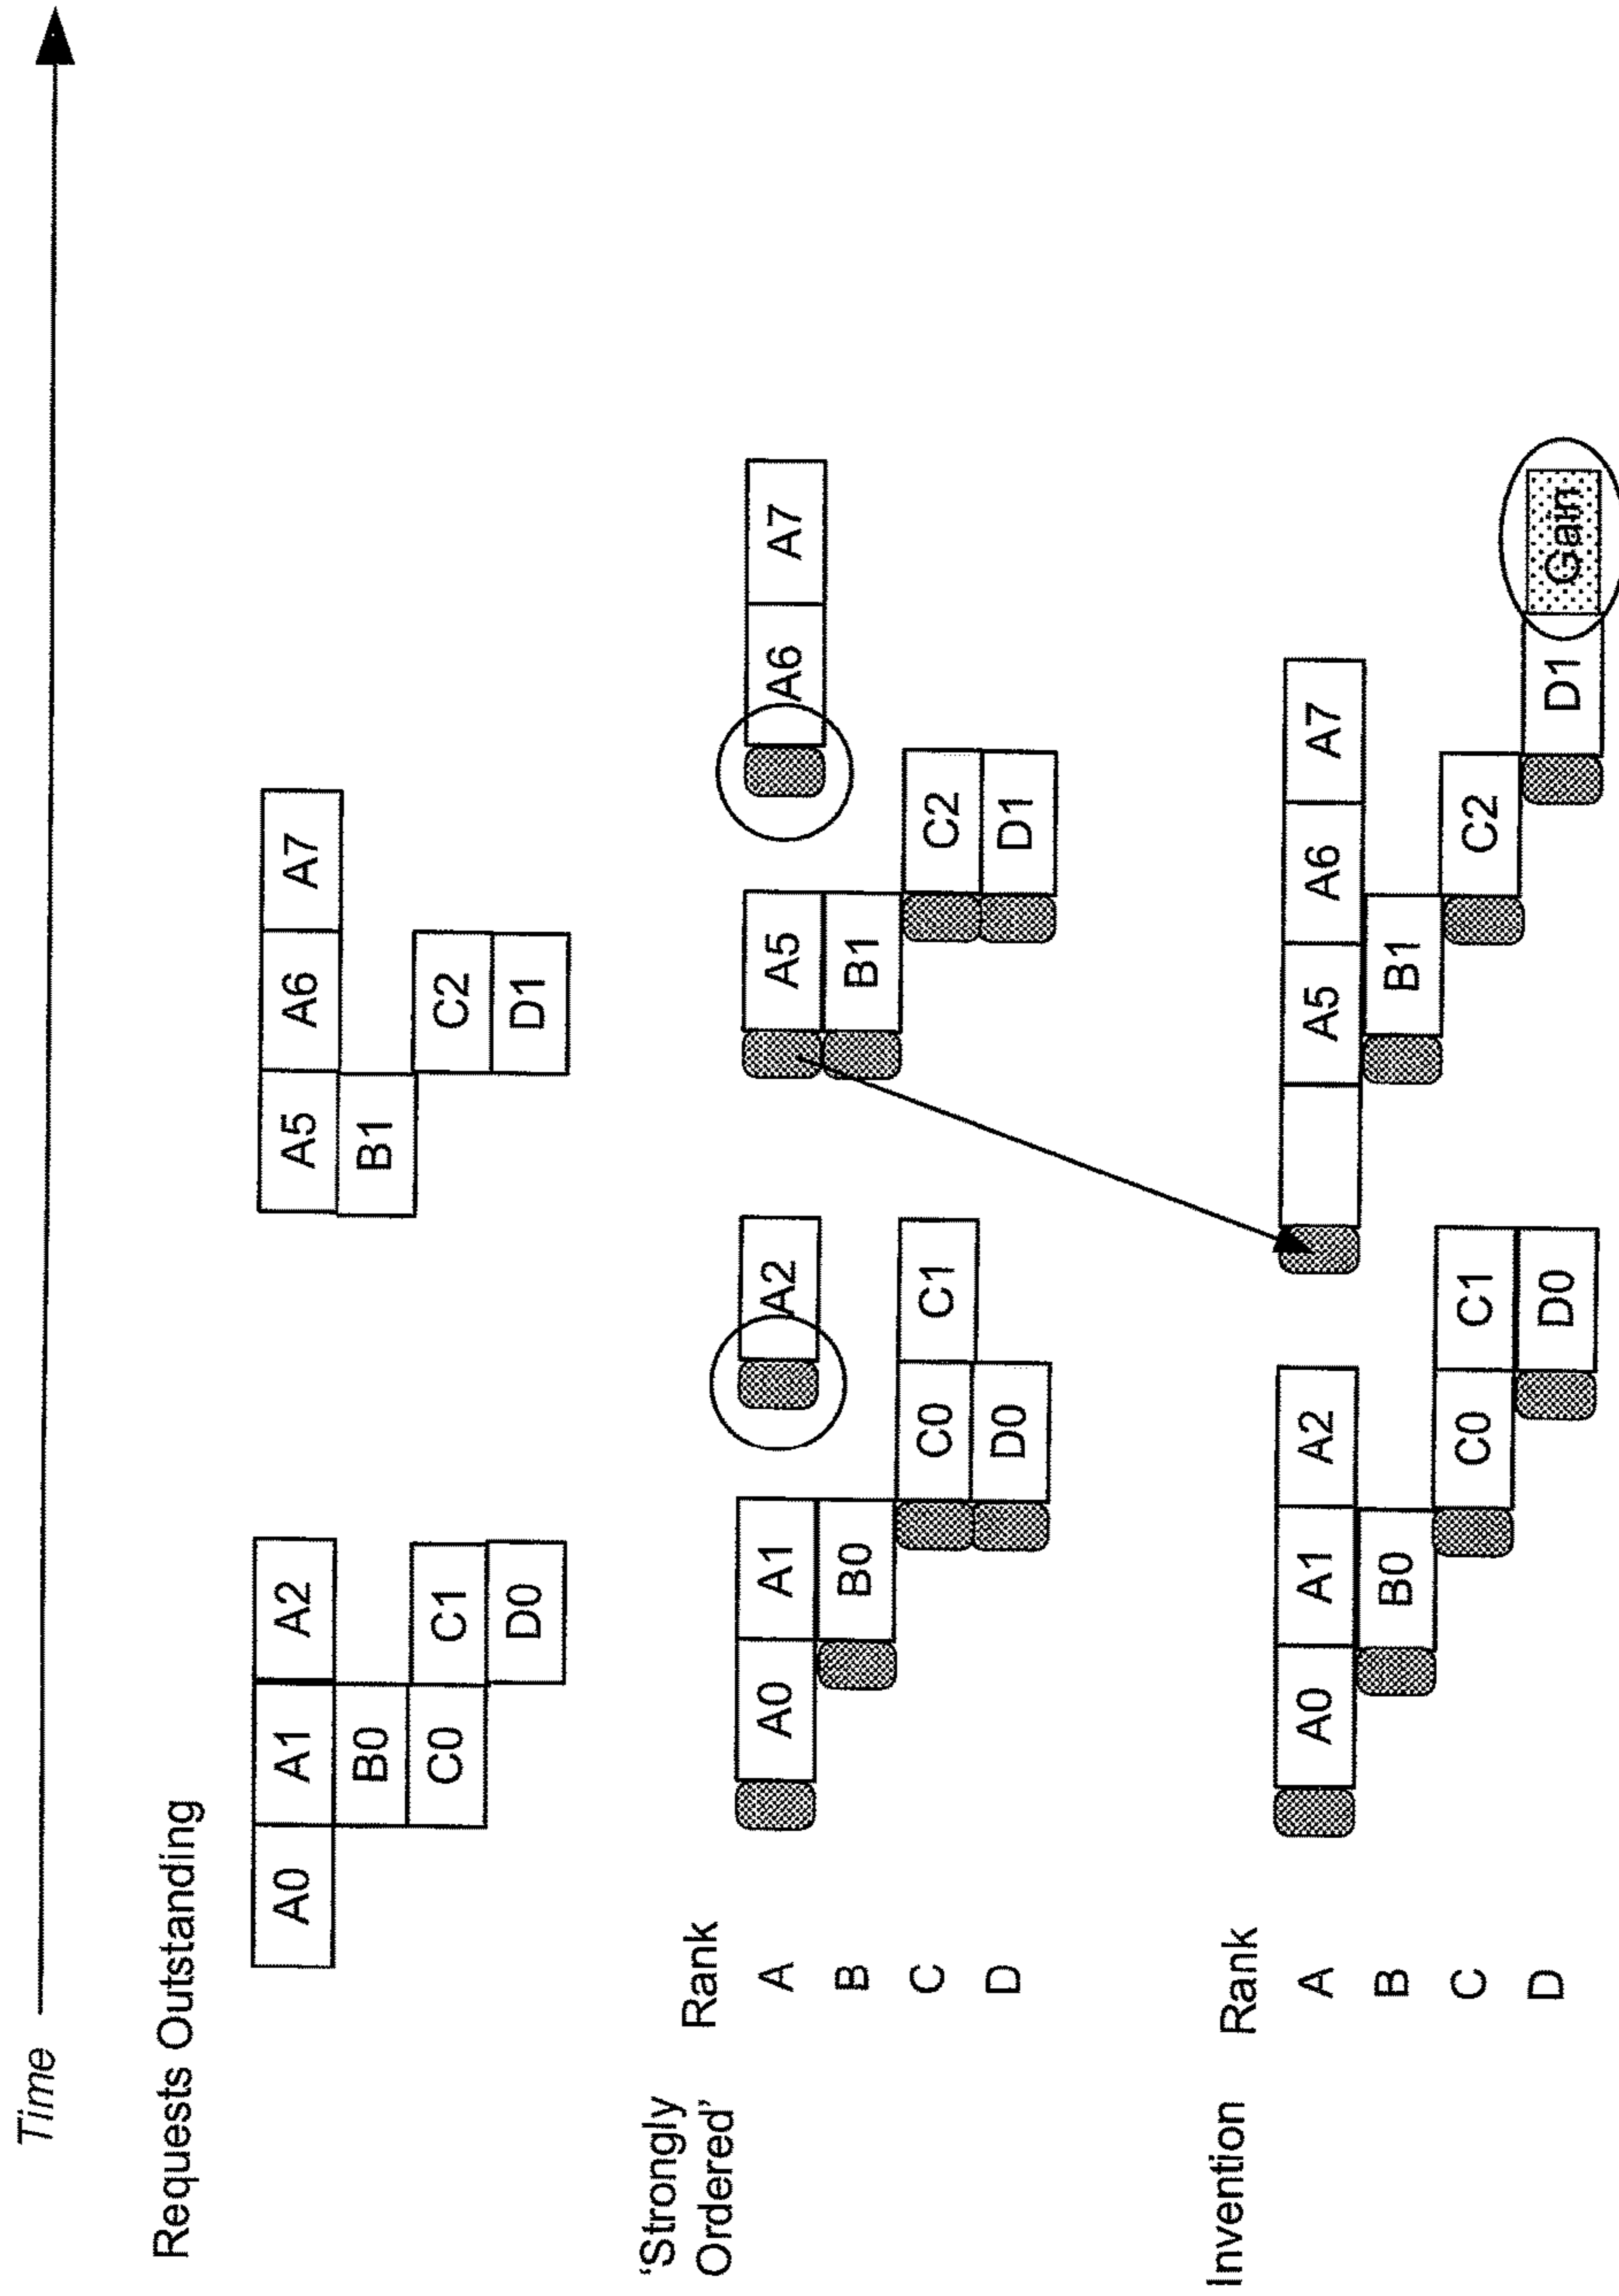 Time
Requests Outstanding
A0 A1 A2 A5 A6 A7
B0 B1
C0 C1 C2
D0 D1
'Strongly Ordered'
Rank
A A0 A1 A2 A5 A6 A7
B B0 B1
C C0 C1 C2
D D0 D1
Invention Rank
A A0 A1 A2 A5 A6 A7
B B0 B1
C C0 C1 C2
D D0 D1 Gain